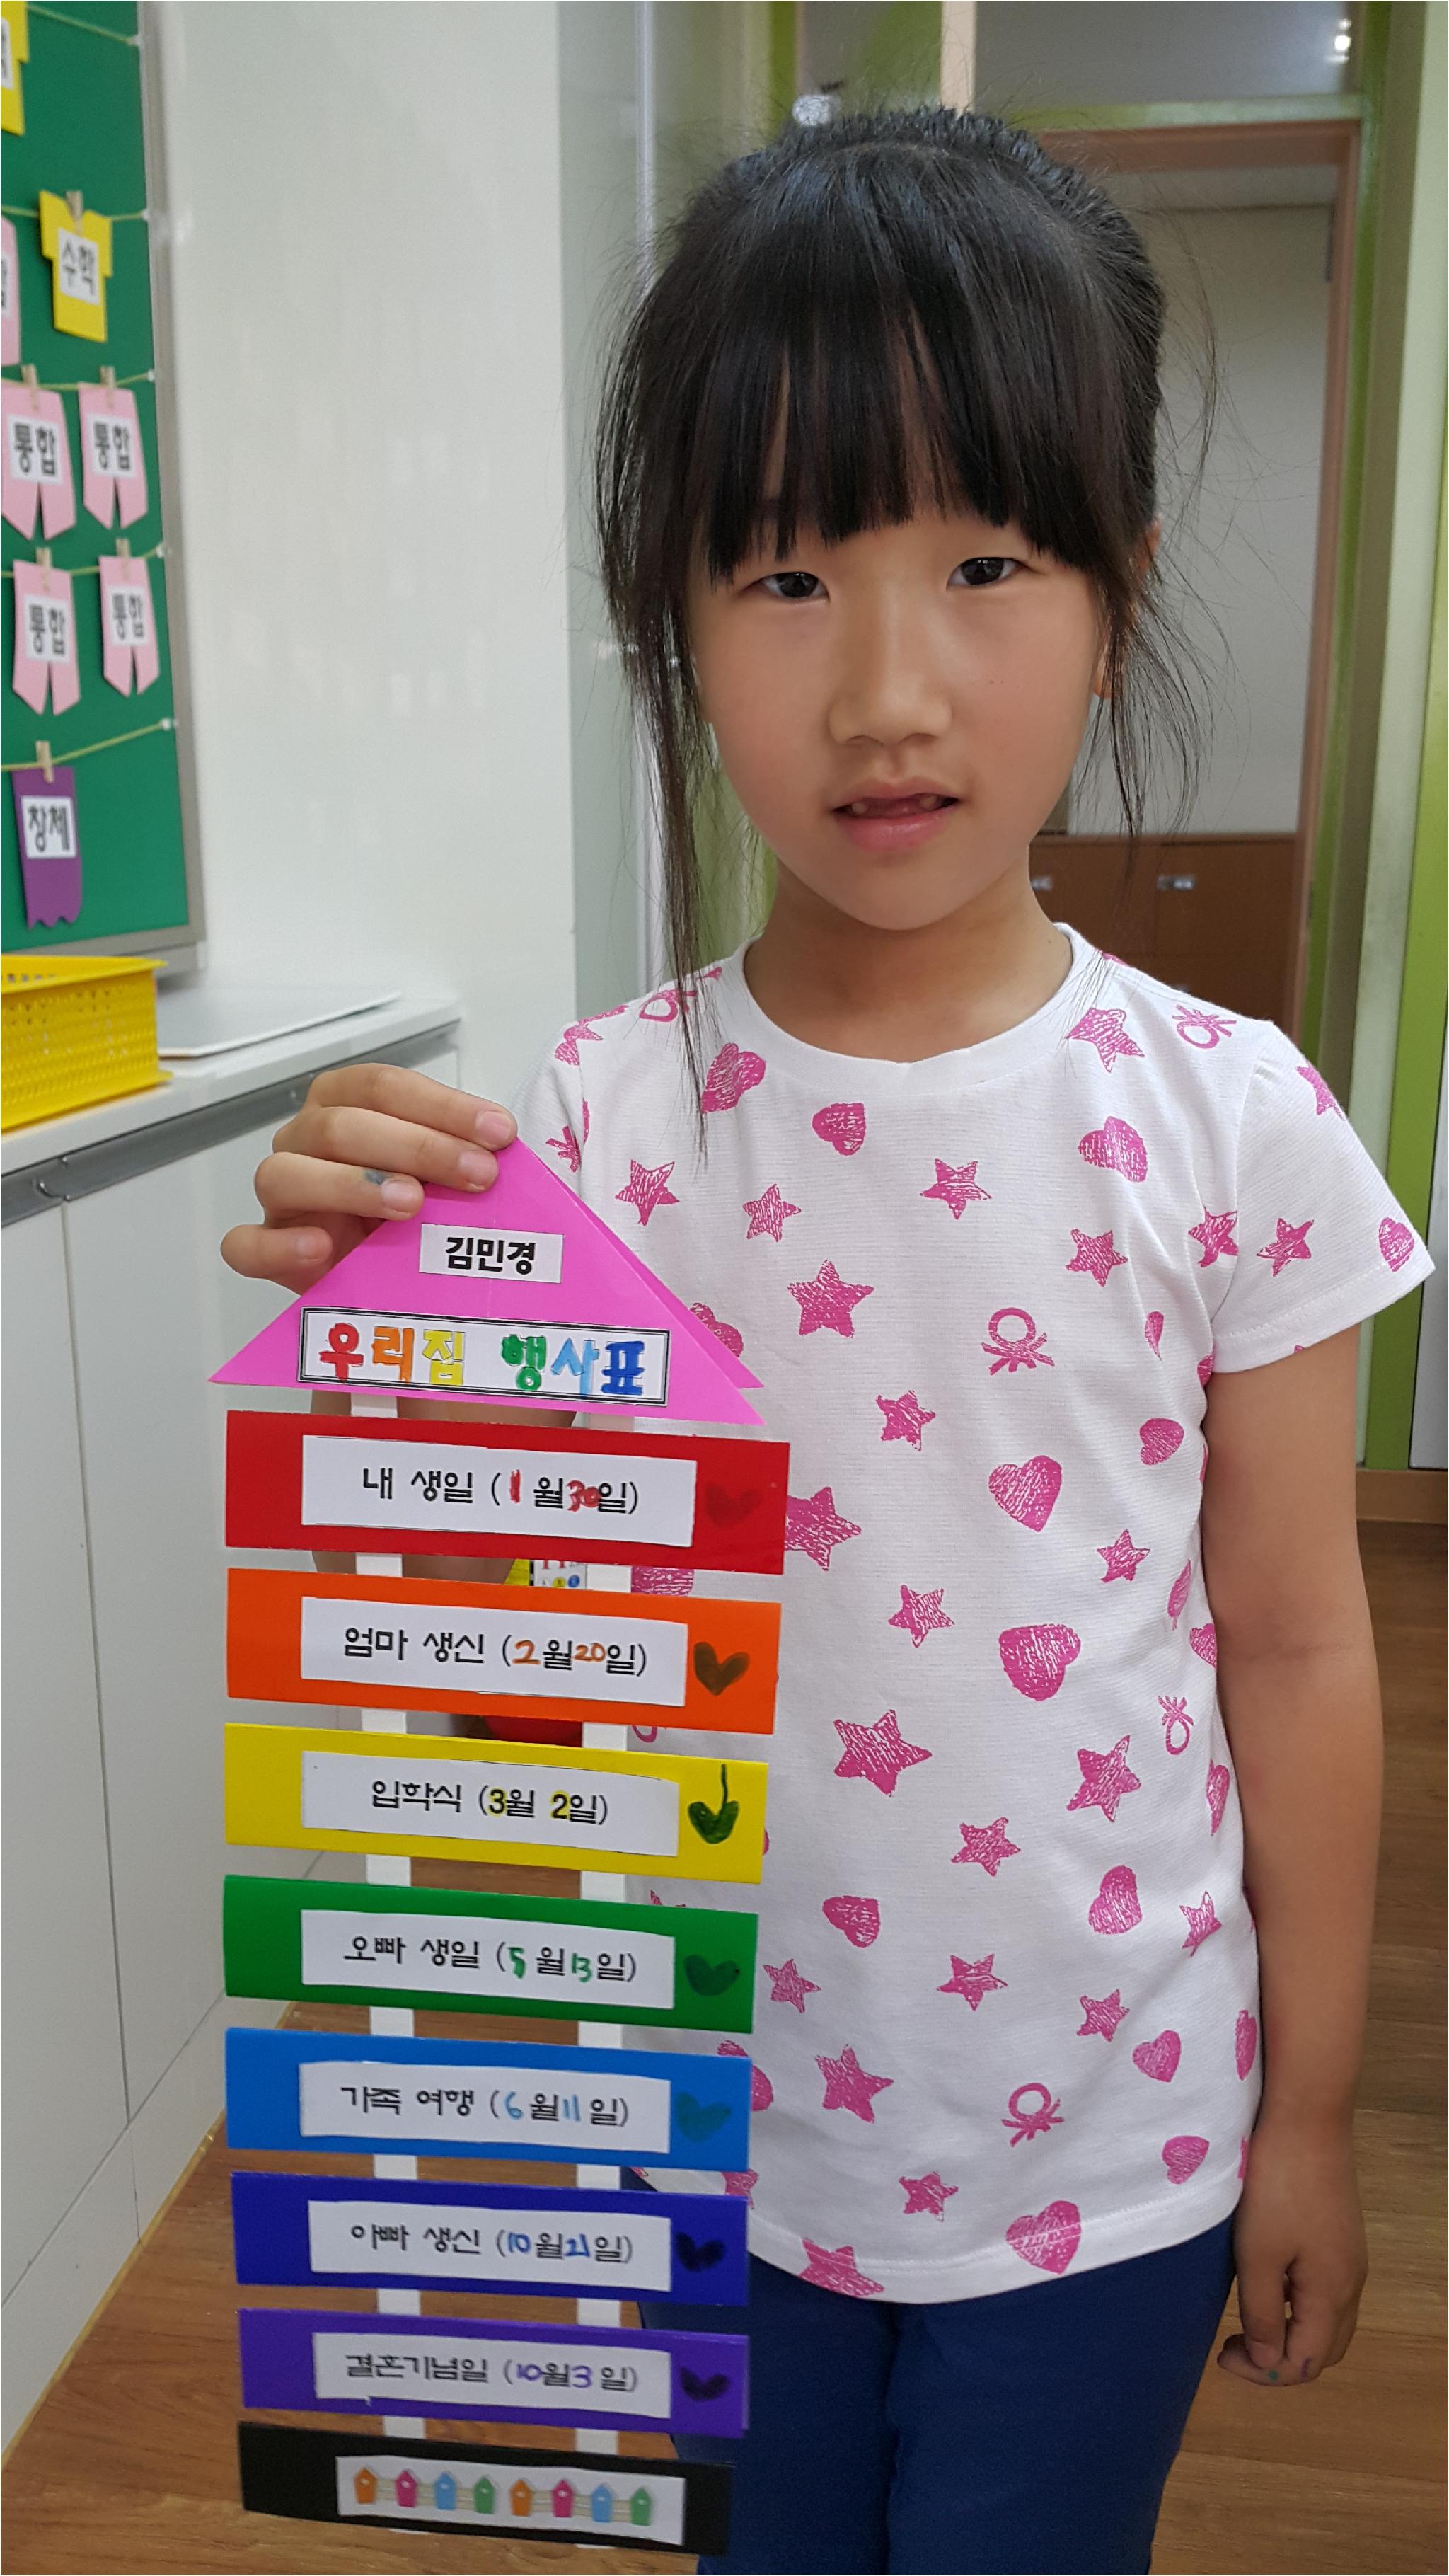 수학
통합 통합
통합 통합
창체
김민경
우리집 행사표
내 생일 (1월30일)
엄마 생신 (2월20일)
입학식 (3월 2일)
오빠 생일 (5월13일)
가족 여행 (6월11일)
아빠 생신 (월일)
결혼기념일 (10월3일)